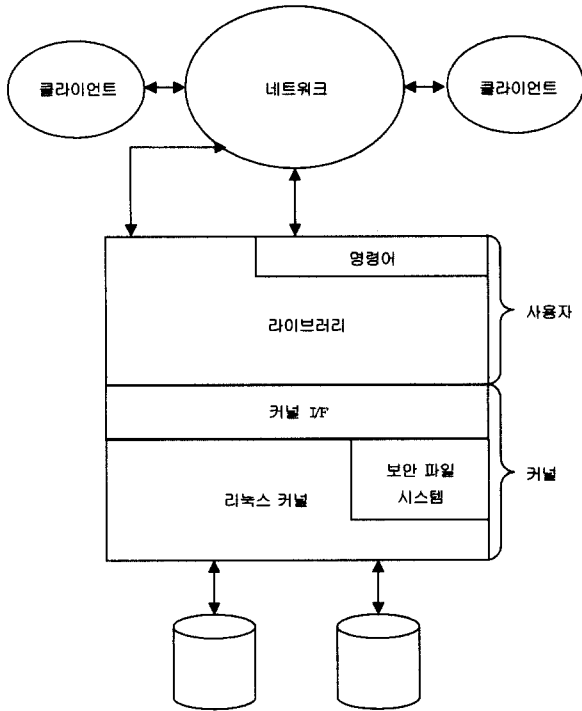 클라이언트
네트워크
클라이언트
명령어
라이브러리
사용자
커널 I/F
보안 파일
시스템
리눅스 커널
커널